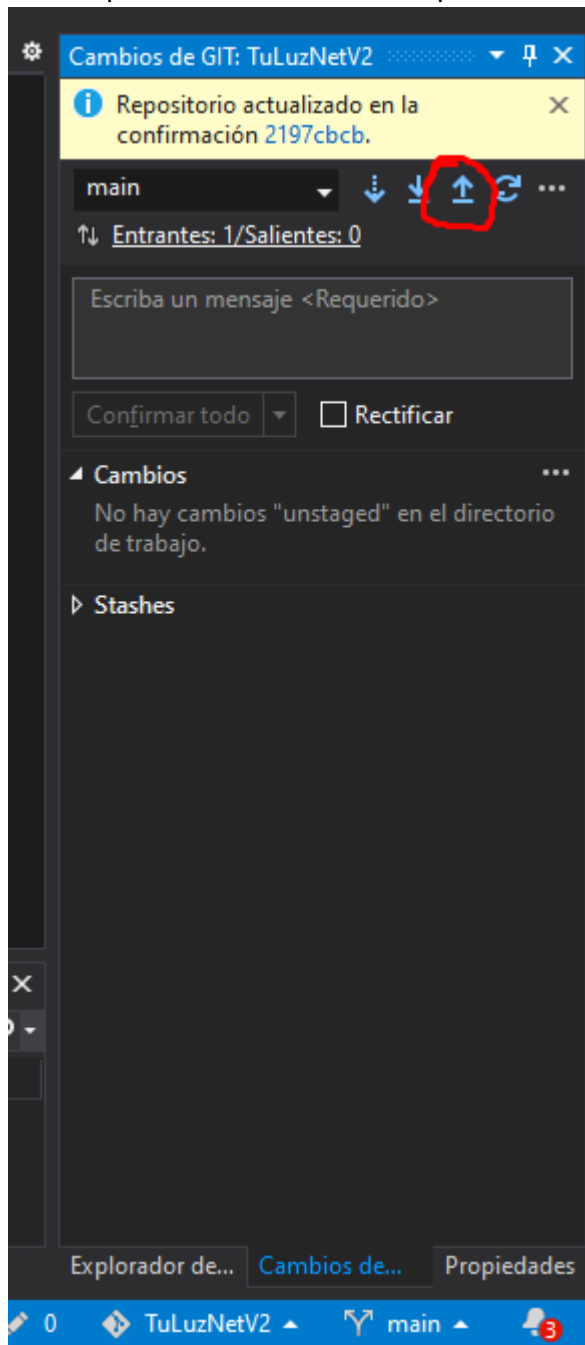 Cambios de GIT: TuLuzNetV2
Repositorio actualizado en la
confirmación 2197cbcb.
main
Entrantes: 1/Salientes: 0
Escriba un mensaje <Requerido>
Confirmar todo
Rectificar
Cambios
No hay cambios "unstaged" en el directorio
de trabajo.
Stashes
Explorador de... Cambios de... Propiedades
0 TuLuzNetV2 main 3